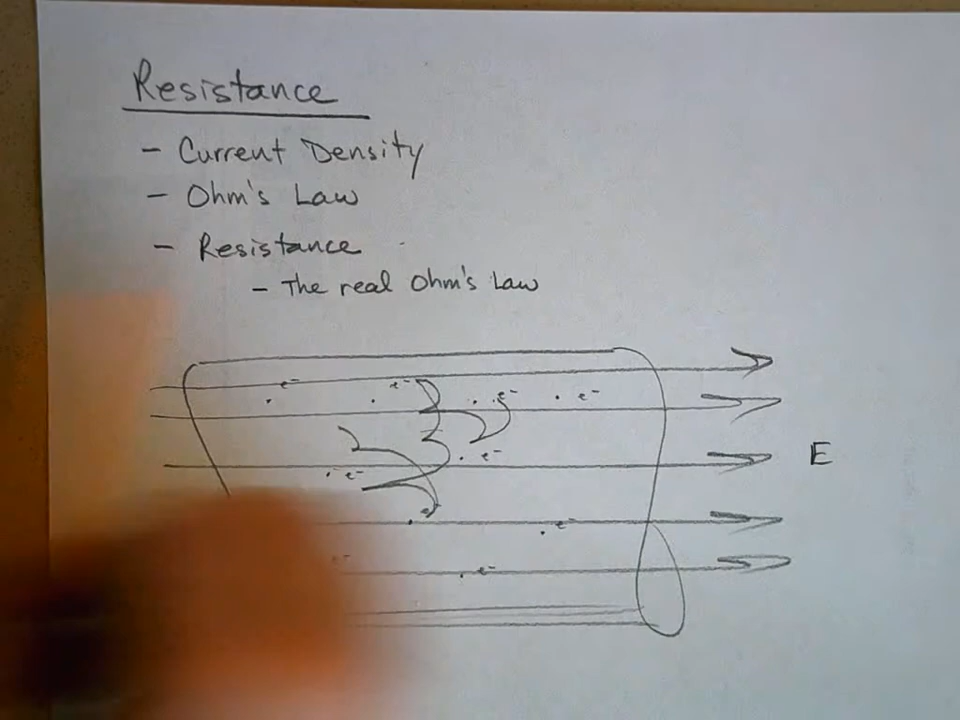 Resistance
- Current Density
- Ohm's Law
- Resistance
- The real Ohm's Law
e⁻ e⁻ e⁻ e⁻
e⁻
E
e⁻
e⁻
e⁻
e⁻
e⁻